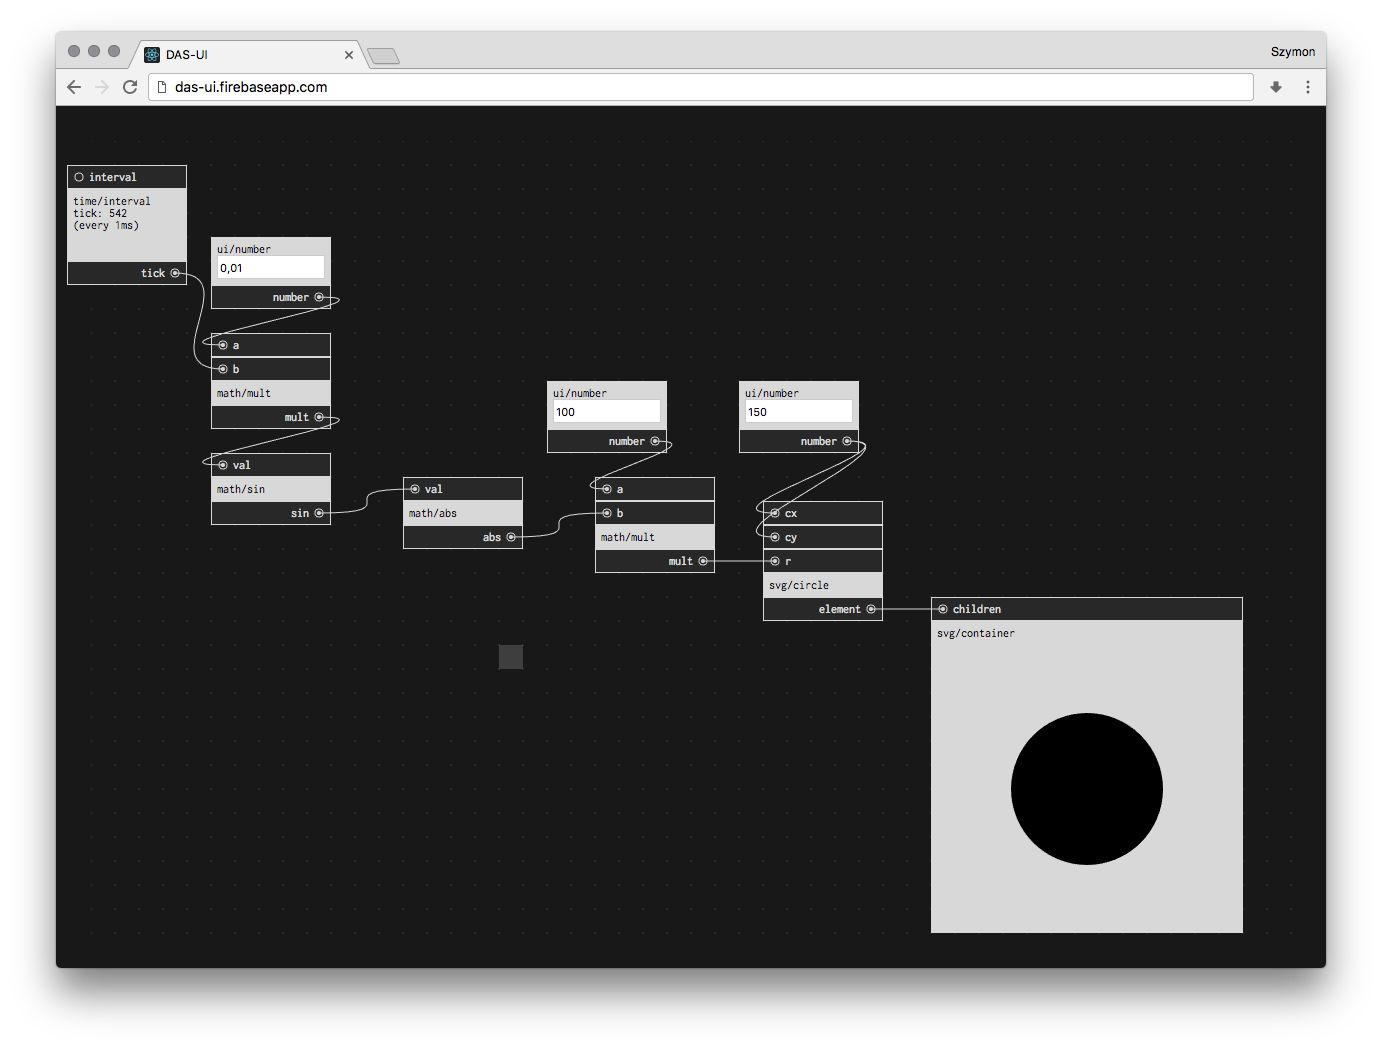 DAS-UI
Szymon
das-ui.firebaseapp.com
interval
time/interval
tick: 542
(every 1ms)
tick
ui/number
0,01
number
a
b
math/mult
mult
val
math/sin
sin
val
math/abs
abs
ui/number
100
number
a
b
math/mult
mult
ui/number
150
number
cx
cy
r
svg/circle
element
children
svg/container